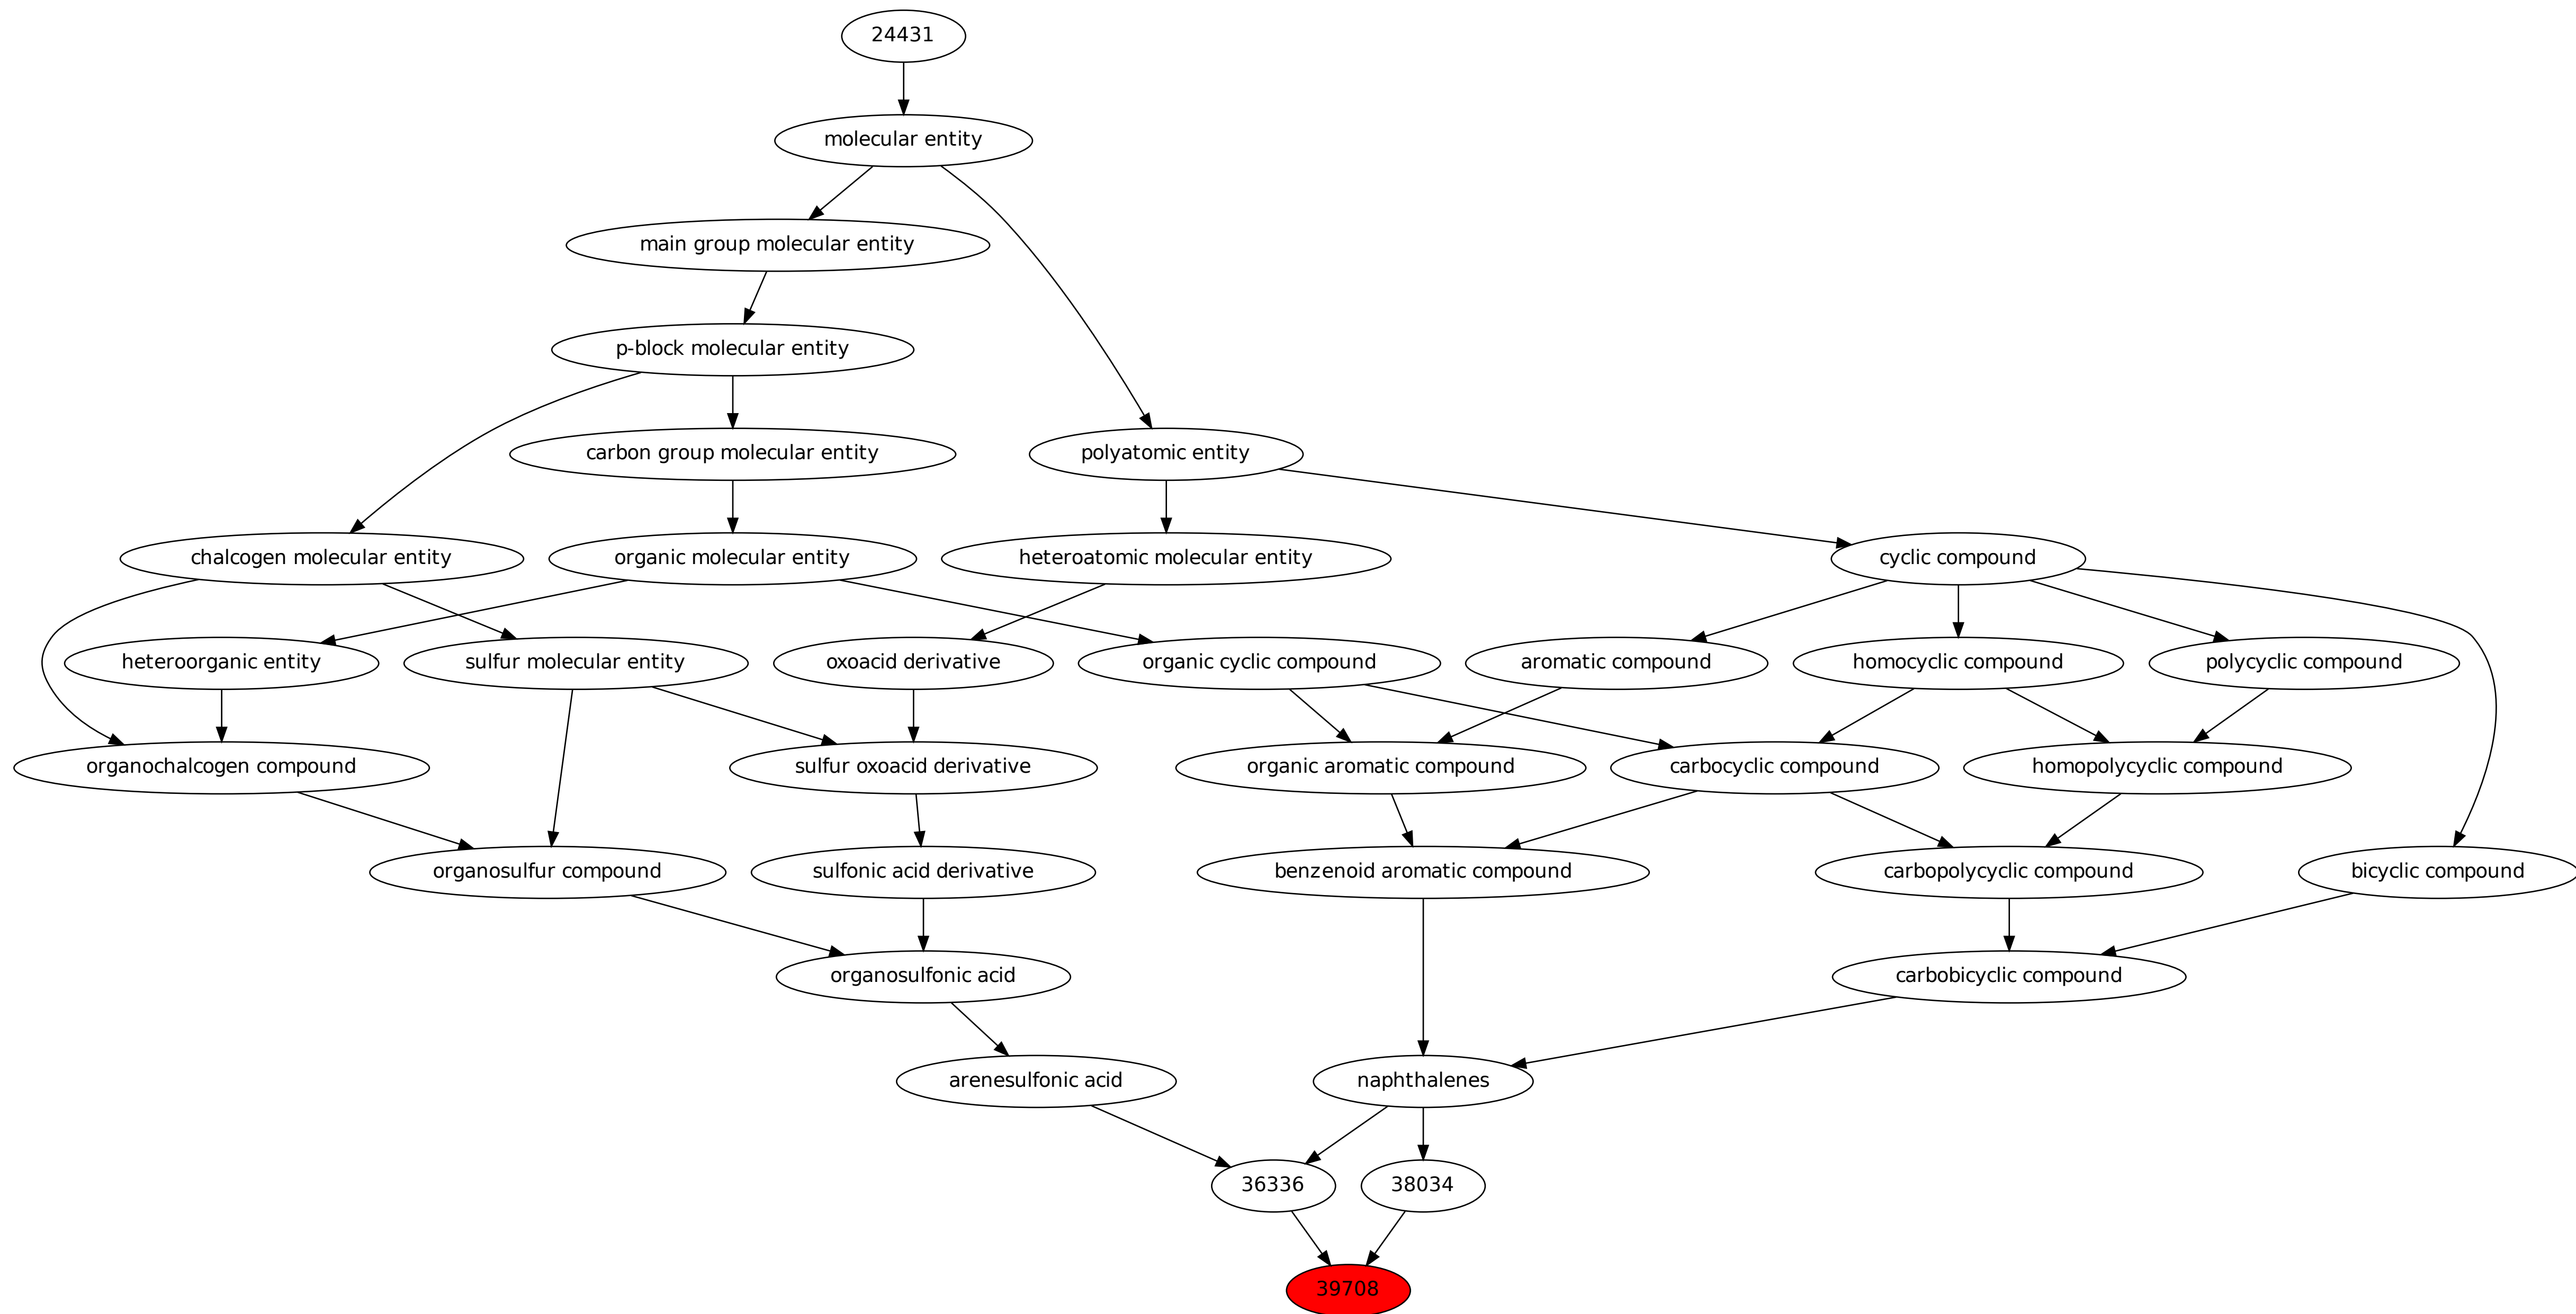 24431
molecular entity
main group molecular entity
p-block molecular entity
carbon group molecular entity
polyatomic entity
chalcogen molecular entity
organic molecular entity
heteroatomic molecular entity
cyclic compound
heteroorganic entity
sulfur molecular entity
oxoacid derivative
organic cyclic compound
aromatic compound
homocyclic compound
polycyclic compound
organochalcogen compound
sulfur oxoacid derivative
organic aromatic compound
carbocyclic compound
homopolycyclic compound
organosulfur compound
sulfonic acid derivative
benzenoid aromatic compound
carbopolycyclic compound
bicyclic compound
organosulfonic acid
carbobicyclic compound
arenesulfonic acid
naphthalenes
36336
38034
39708